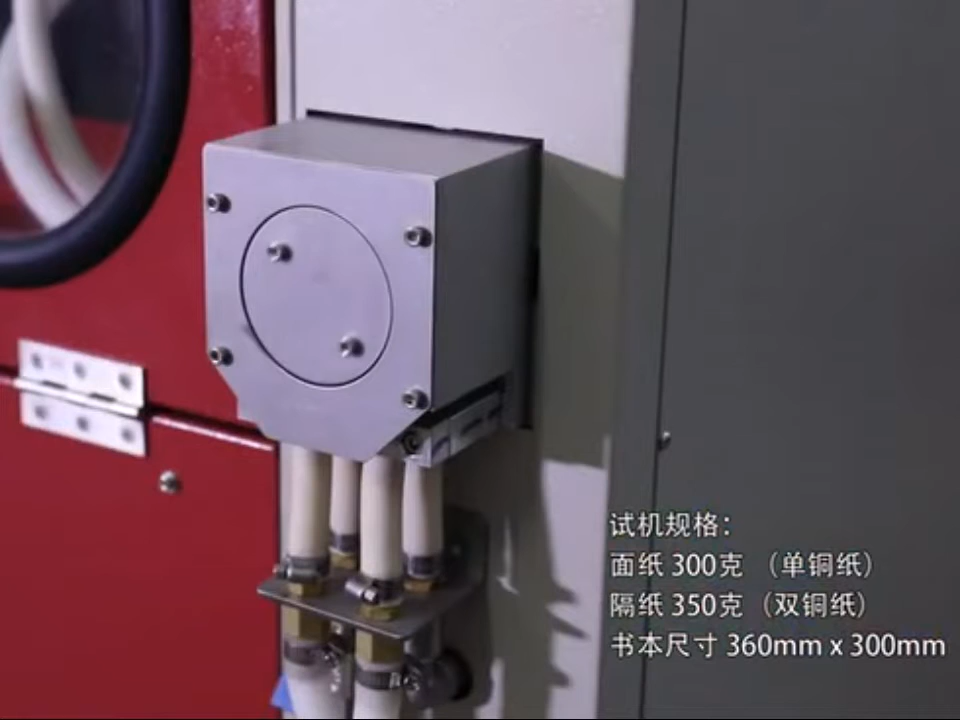 试机规格：
面纸 300克 （单铜纸）
隔纸 350克（双铜纸）
书本尺寸 360mm x 300mm